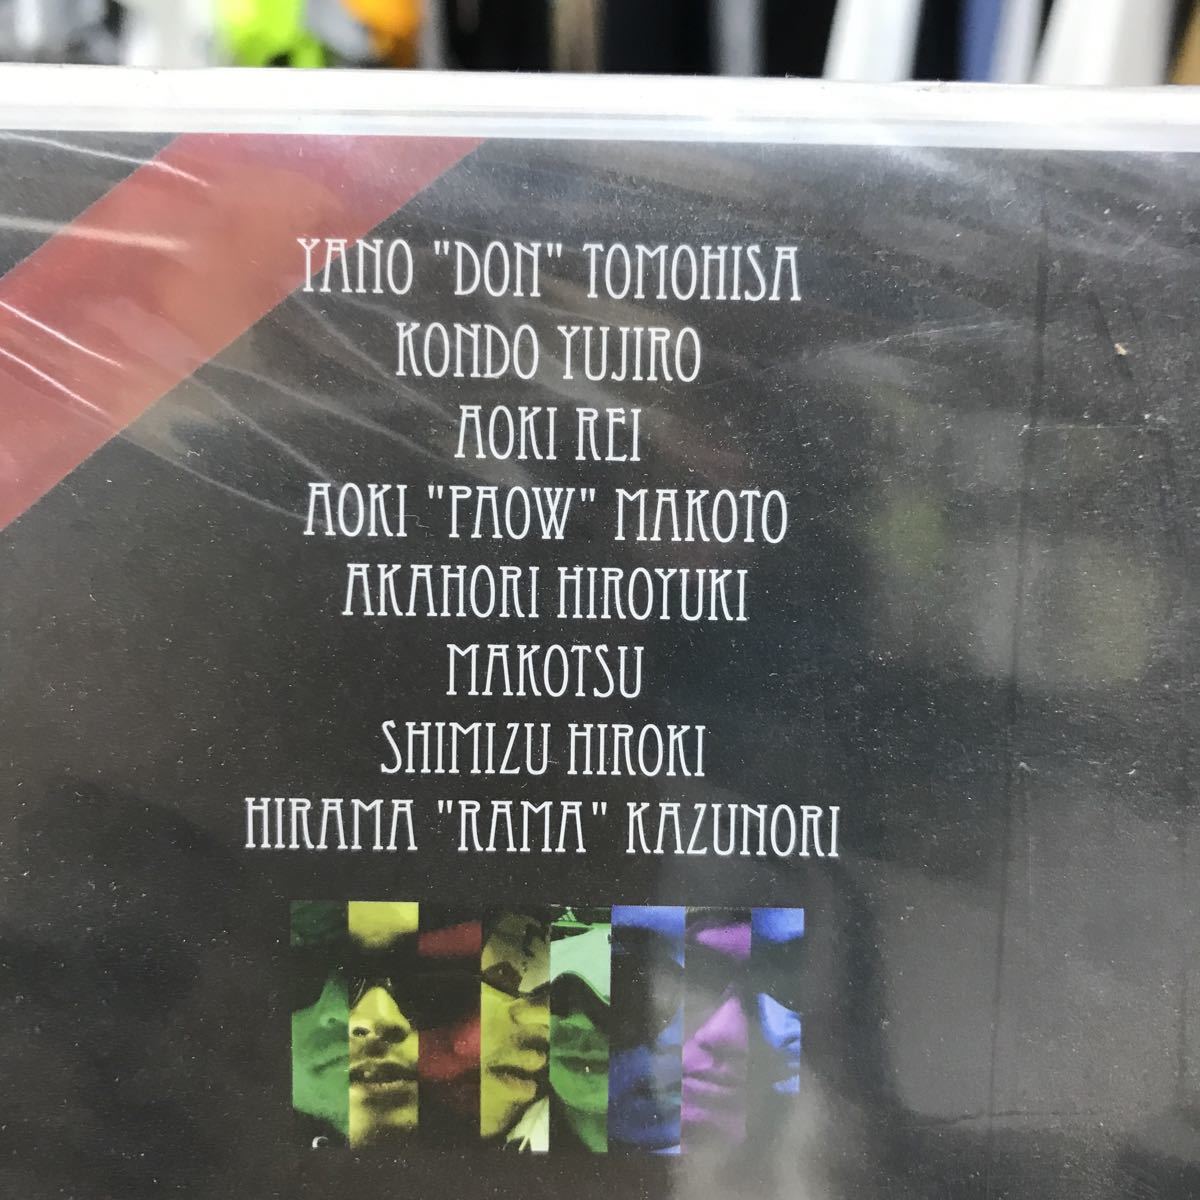 YANO "DON" TOMOHISA
KONDO YUJIRO
AOKI REI
AOKI "PAOW" MAKOTO
AKAHORI HIROYUKI
MAKOTSU
SHIMIZU HIROKI
HIRAMA "RAMA" KAZUNORI